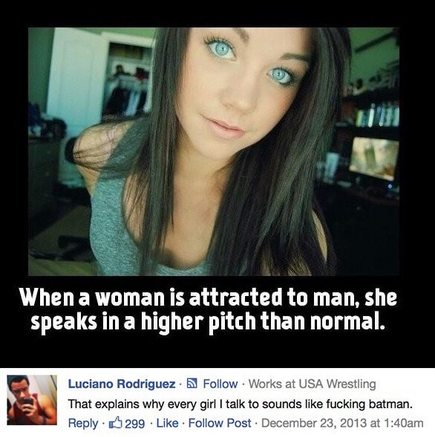 When a woman is attracted to man, she
speaks in a higher pitch than normal.
Luciano Rodriguez · Follow · Works at USA Wrestling
That explains why every girl I talk to sounds like fucking batman.
Reply · 299 · Like · Follow Post · December 23, 2013 at 1:40am